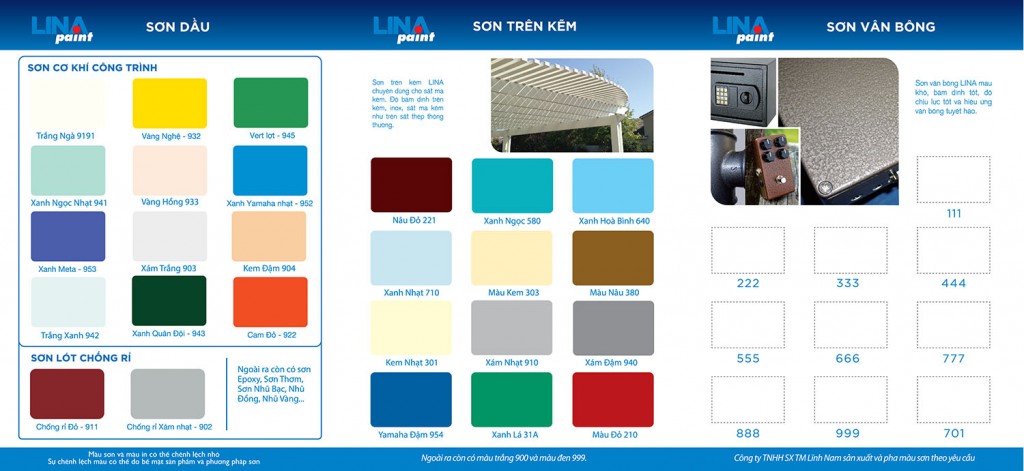 LINA
paint
SƠN DẦU
SƠN CƠ KHÍ CÔNG TRÌNH
Trắng Ngà 9191
Vàng Nghệ - 932
Vert lợt - 945
Xanh Ngọc Nhạt 941
Vàng Hồng 933
Xanh Yamaha nhạt - 952
Xanh Meta - 953
Xám Trắng 903
Kem Đậm 904
Trắng Xanh 942
Xanh Quân Đội - 943
Cam Đỏ - 922
SƠN LÓT CHỐNG RỈ
Chống rỉ Đỏ - 911
Chống rỉ Xám nhạt - 902
Ngoài ra còn có sơn
Epoxy, Sơn Thơm,
Sơn Nhũ Bạc, Nhũ
Đồng, Nhũ Vàng...
Màu sơn và màu in có thể chênh lệch nhỏ
Sự chênh lệch màu có thể do bề mặt sản phẩm và phương pháp sơn
LINA
paint
SƠN TRÊN KẼM
Sơn trên kẽm LINA
chuyên dùng cho sắt mạ
kẽm. Độ bám dính trên
kẽm, inox, sắt mạ kẽm
như trên sắt thép thông
thường.
Nâu Đỏ 221
Xanh Ngọc 580
Xanh Hoà Bình 640
Xanh Nhạt 710
Màu Kem 303
Màu Nâu 380
Kem Nhạt 301
Xám Nhạt 910
Xám Đậm 940
Yamaha Đậm 954
Xanh Lá 31A
Màu Đỏ 210
Ngoài ra còn có màu trắng 900 và màu đen 999.
LINA
paint
SƠN VÂN BÔNG
Sơn vân bông LINA mau
khô, bám dính tốt, độ
chịu lực tốt và hiệu ứng
vân bông tuyệt hảo.
111
222
333
444
555
666
777
888
999
701
Công ty TNHH SX TM Linh Nam sản xuất và pha màu sơn theo yêu cầu